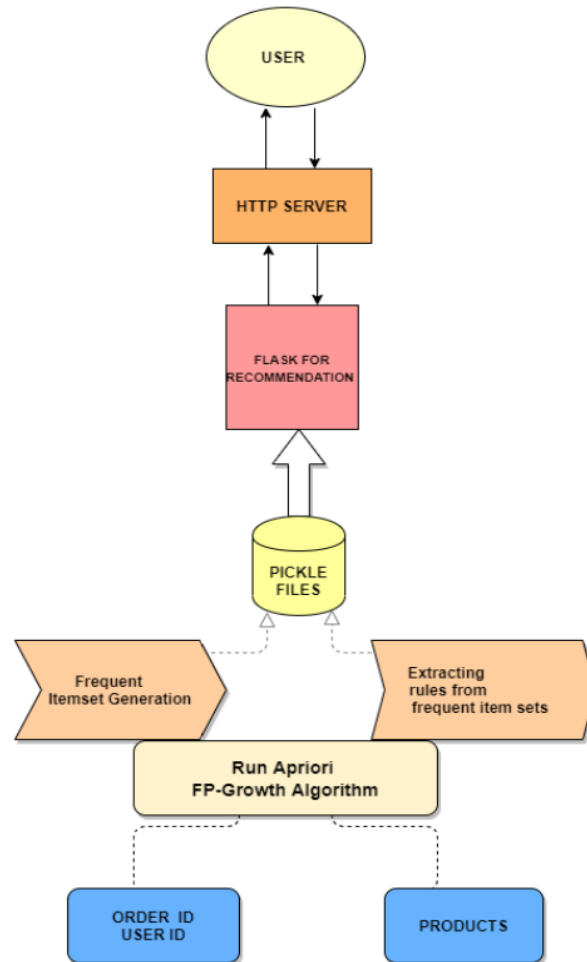 USER
HTTP SERVER
FLASK FOR
RECOMMENDATION
PICKLE
FILES
Frequent
Itemset Generation
Extracting
rules from
frequent item sets
Run Apriori
FP-Growth Algorithm
ORDER ID
USER ID
PRODUCTS